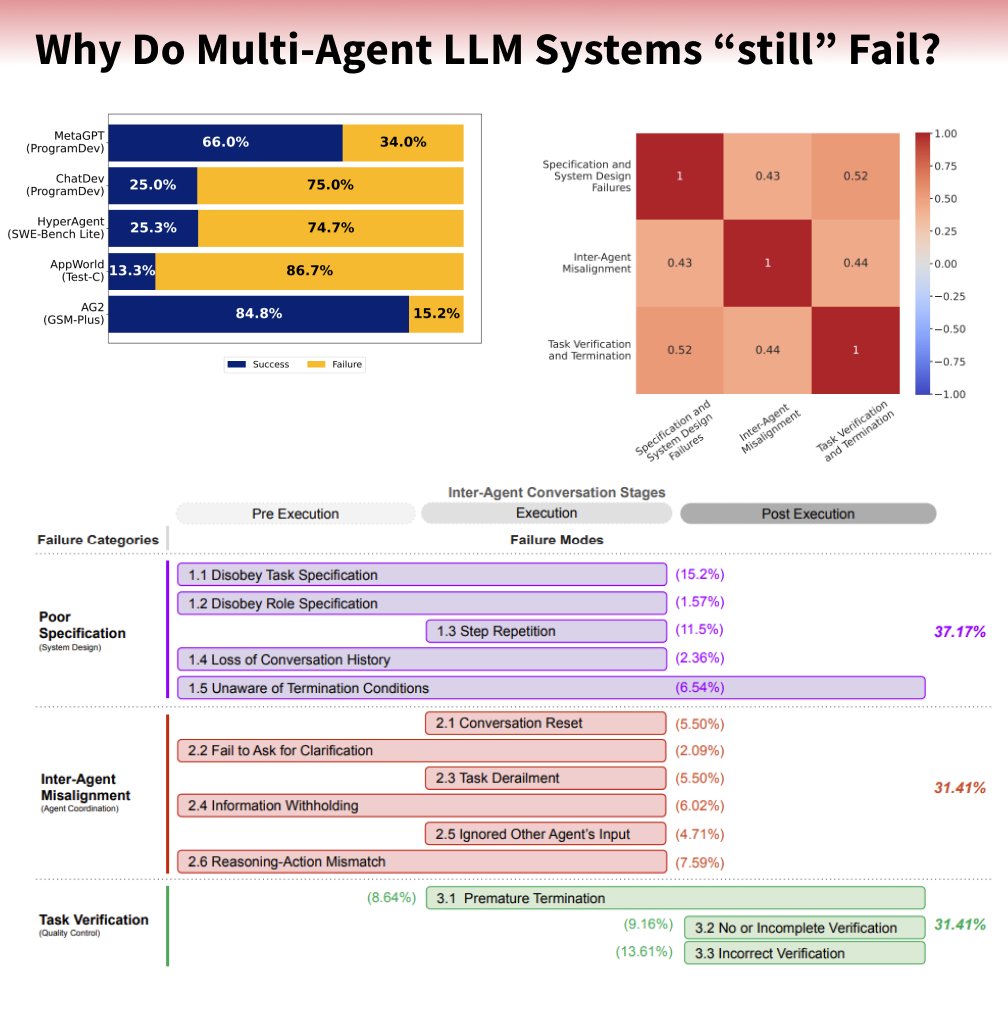 Why Do Multi-Agent LLM Systems “still” Fail?
MetaGPT
(ProgramDev)
66.0%
34.0%
ChatDev
(ProgramDev)
25.0%
75.0%
HyperAgent
(SWE-Bench Lite)
25.3%
74.7%
AppWorld
(Test-C)
13.3%
86.7%
AG2
(GSM-Plus)
84.8%
15.2%
Success
Failure
Specification and
System Design
Failures
1
0.43
0.52
Inter-Agent
Misalignment
0.43
1
0.44
Task Verification
and Termination
0.52
0.44
1
Specification and
System Design
Failures
Inter-Agent
Misalignment
Task Verification
and Termination
1.00
0.75
0.50
0.25
0.00
−0.25
−0.50
−0.75
−1.00
Inter-Agent Conversation Stages
Pre Execution
Execution
Post Execution
Failure Categories
Failure Modes
Poor
Specification
(System Design)
1.1 Disobey Task Specification
(15.2%)
1.2 Disobey Role Specification
(1.57%)
1.3 Step Repetition
(11.5%)
1.4 Loss of Conversation History
(2.36%)
1.5 Unaware of Termination Conditions
(6.54%)
37.17%
Inter-Agent
Misalignment
(Agent Coordination)
2.1 Conversation Reset
(5.50%)
2.2 Fail to Ask for Clarification
(2.09%)
2.3 Task Derailment
(5.50%)
2.4 Information Withholding
(6.02%)
2.5 Ignored Other Agent’s Input
(4.71%)
2.6 Reasoning-Action Mismatch
(7.59%)
31.41%
Task Verification
(Quality Control)
(8.64%)
3.1 Premature Termination
(9.16%)
3.2 No or Incomplete Verification
(13.61%)
3.3 Incorrect Verification
31.41%